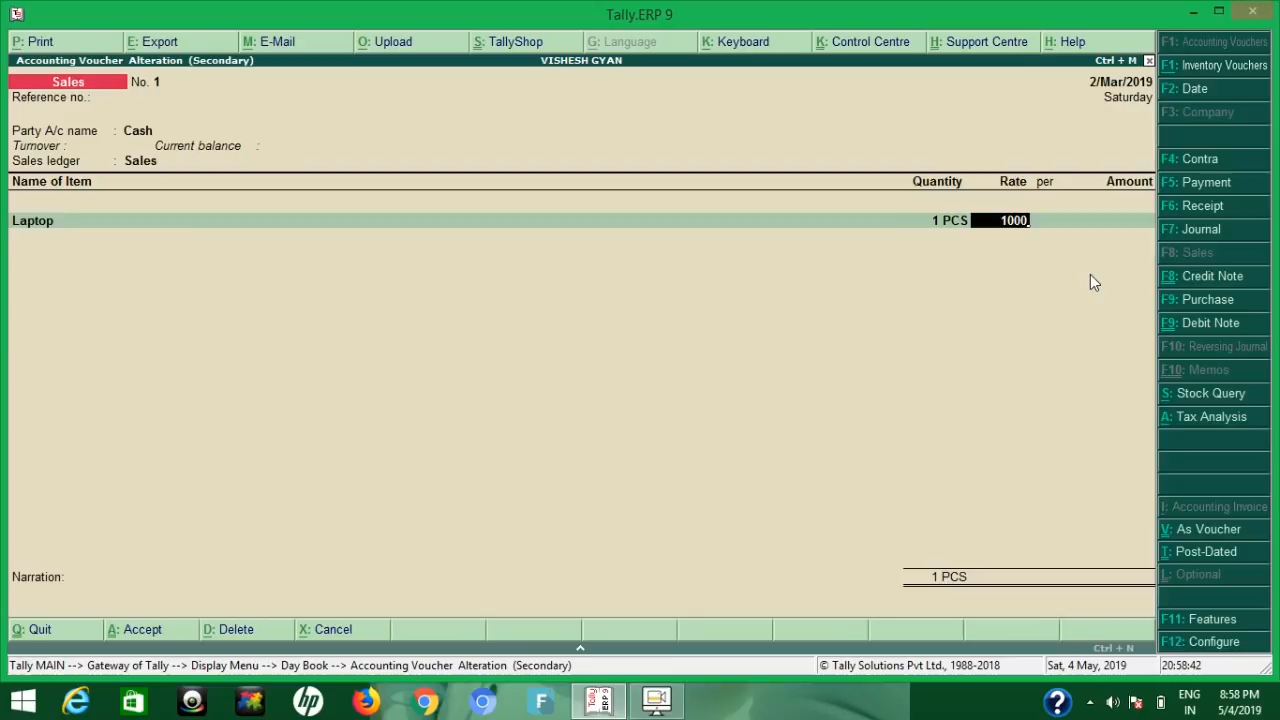 Tally.ERP 9
P: Print
E: Export
M: E-Mail
O: Upload
S: TallyShop
G: Language
K: Keyboard
K: Control Centre
H: Support Centre
H: Help
Accounting Voucher Alteration (Secondary)
VISHESH GYAN
Ctrl + M
Sales No. 1
2/Mar/2019
Reference no.:
Saturday
Party A/c name : Cash
Turnover : Current balance :
Sales ledger : Sales
Name of Item Quantity Rate per Amount
Laptop 1 PCS 1000
Narration: 1 PCS
Q: Quit
A: Accept
D: Delete
X: Cancel
Ctrl + N
Tally MAIN --> Gateway of Tally --> Display Menu --> Day Book --> Accounting Voucher Alteration (Secondary)
© Tally Solutions Pvt Ltd., 1988-2018
Sat, 4 May, 2019
20:58:42
F1: Accounting Vouchers
F1: Inventory Vouchers
F2: Date
F3: Company
F4: Contra
F5: Payment
F6: Receipt
F7: Journal
F8: Sales
F8: Credit Note
F9: Purchase
F9: Debit Note
F10: Reversing Journal
F10: Memos
S: Stock Query
A: Tax Analysis
I: Accounting Invoice
V: As Voucher
T: Post-Dated
L: Optional
F11: Features
F12: Configure
hp
F
Tally
ERP 9
ENG
IN
8:58 PM
5/4/2019